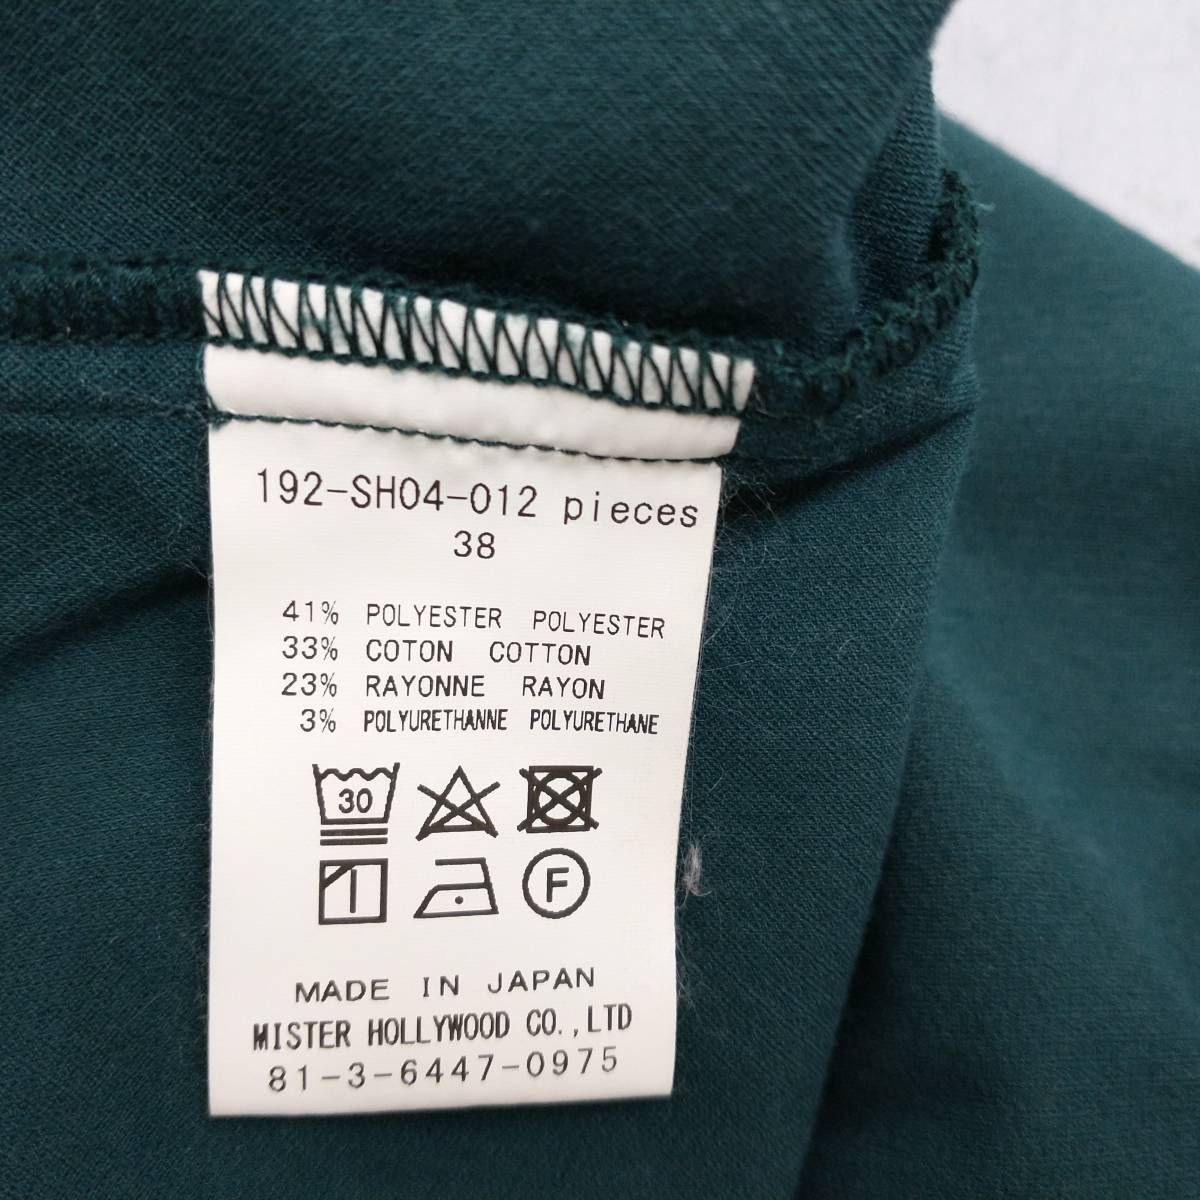 192-SH04-012 pieces
38
41% POLYESTER POLYESTER
33% COTON COTTON
23% RAYONNE RAYON
3% POLYURETHANNE POLYURETHANE
30
F
MADE IN JAPAN
MISTER HOLLYWOOD CO.,LTD
81-3-6447-0975